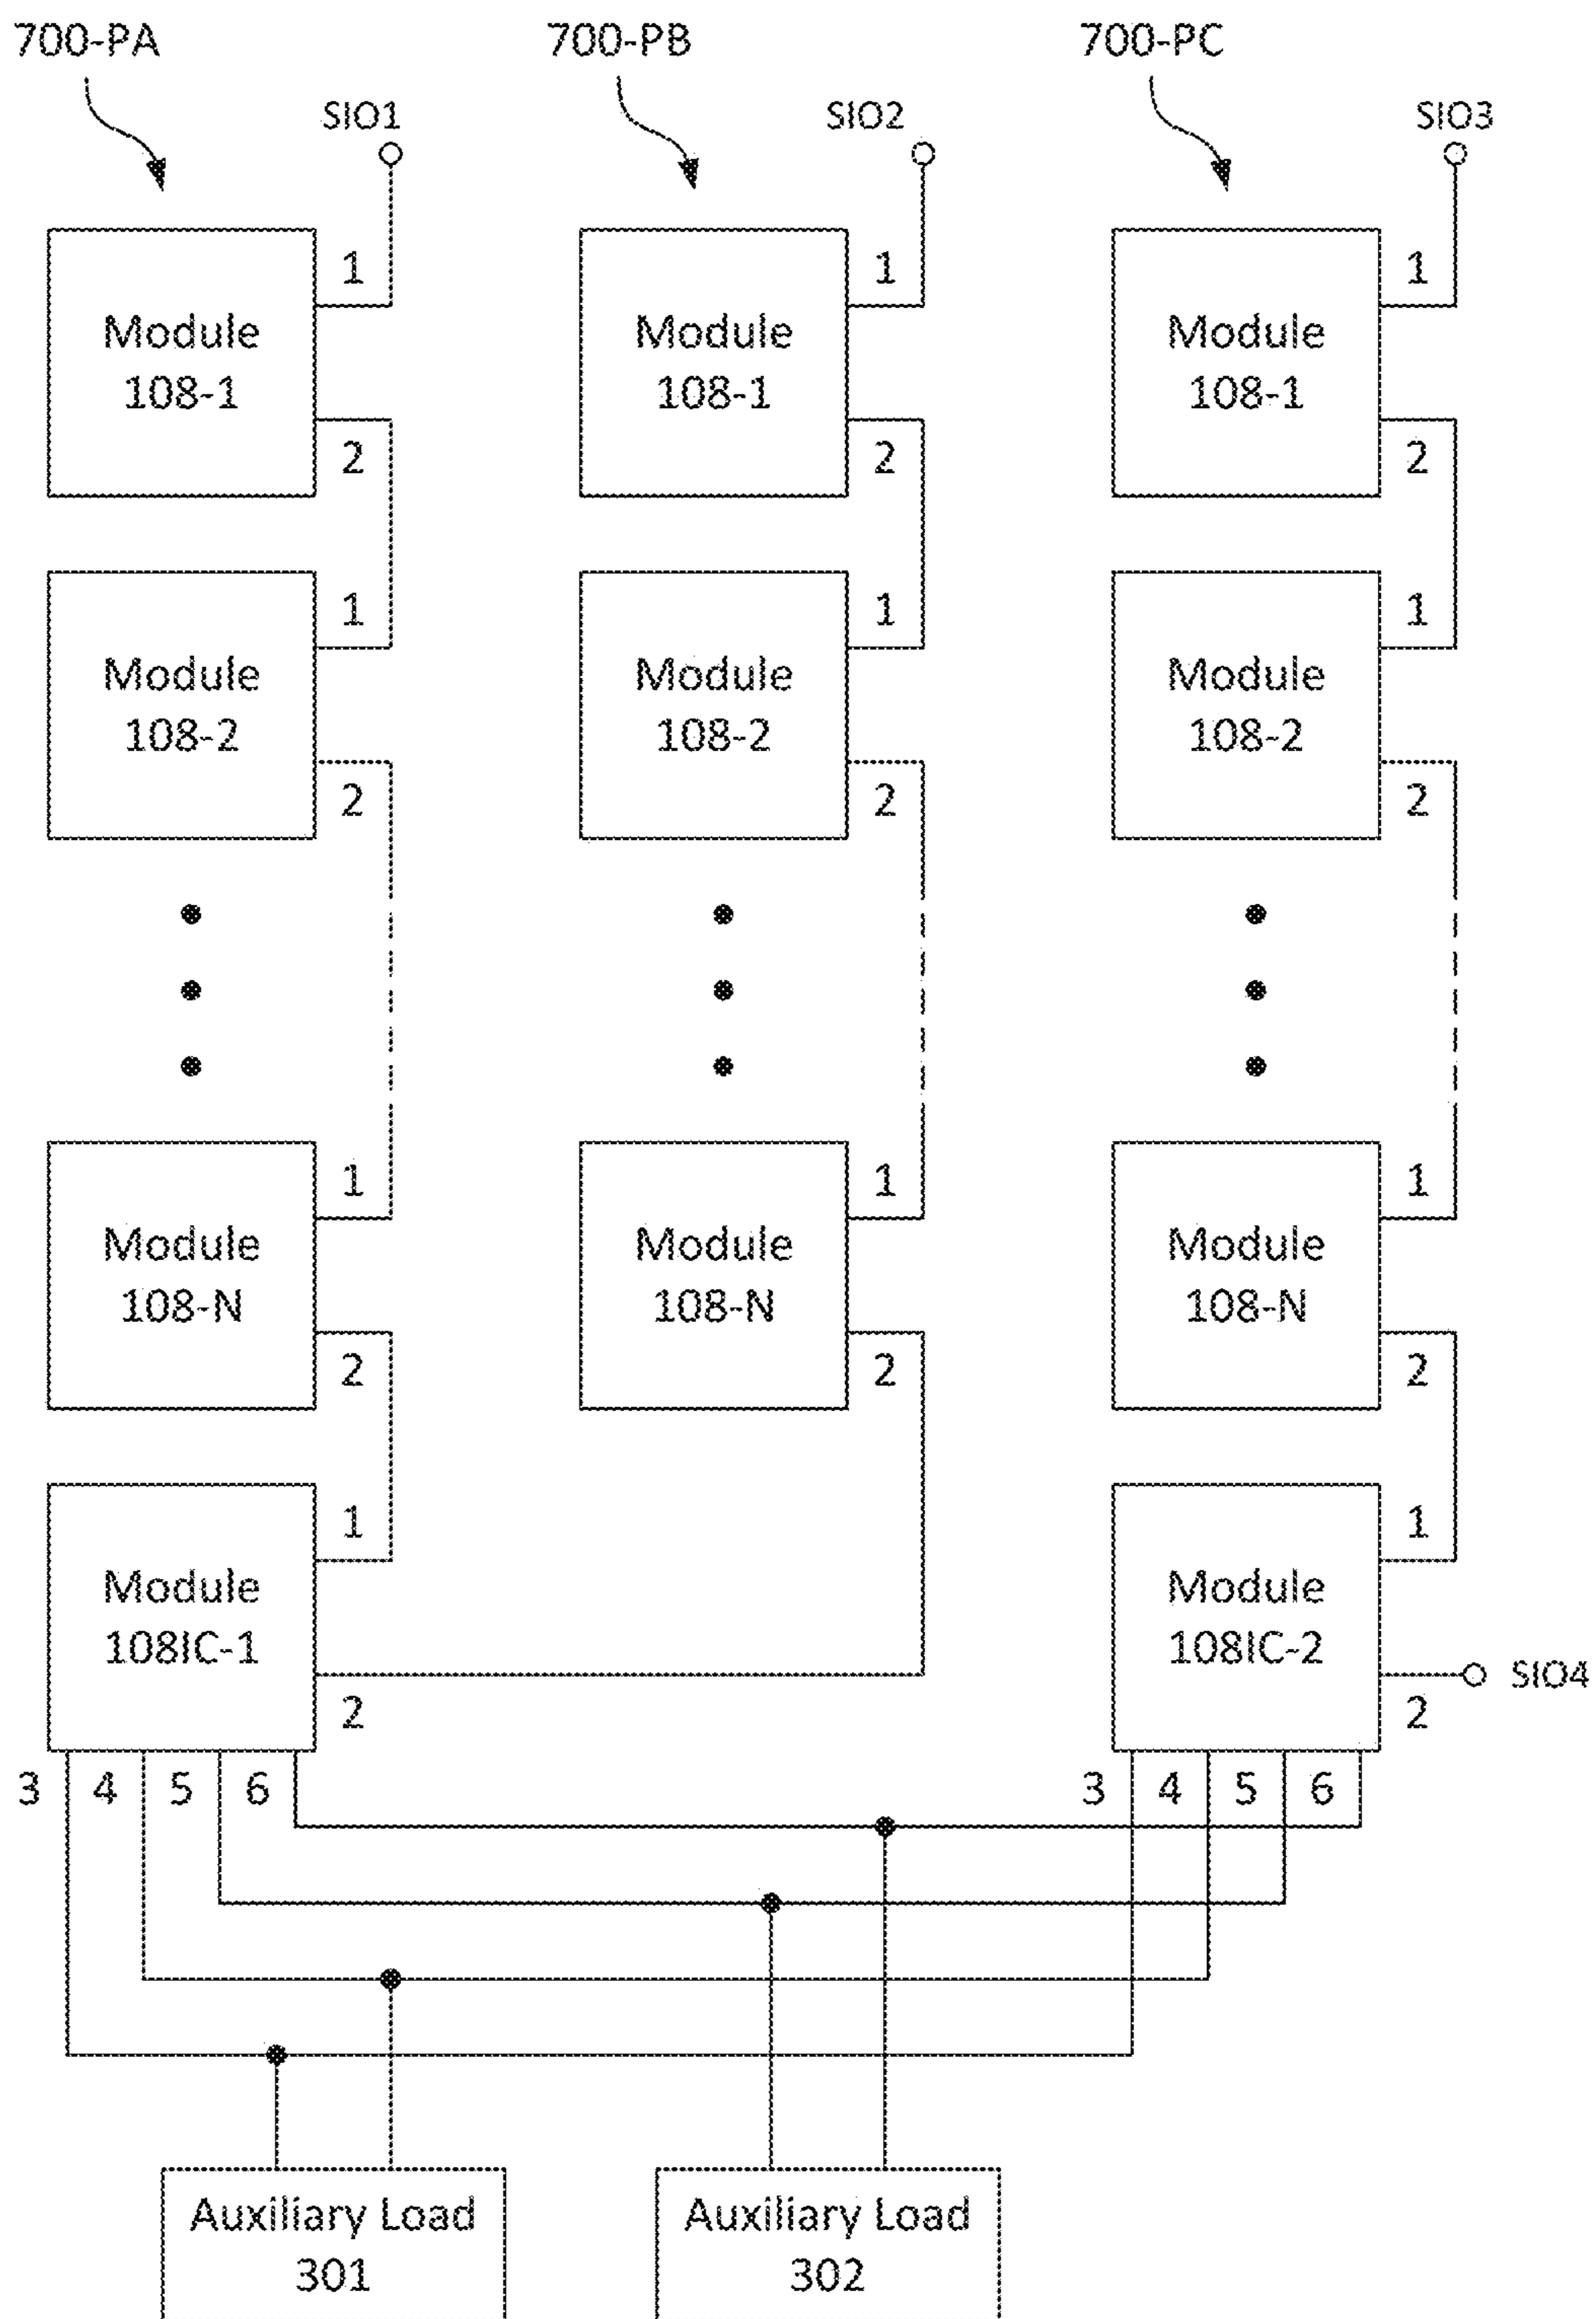 700-PA 700-PB 700-PC
SIO1 SIO2 SIO3
1 1 1
Module Module Module
108-1 108-1 108-1
2 2 2
1 1 1
Module Module Module
108-2 108-2 108-2
2 2 2
1 1 1
Module Module Module
108-N 108-N 108-N
2 2 2
1 1
Module Module
108IC-1 108IC-2
SIO4
2 2
3 4 5 6 3 4 5 6
Auxiliary Load Auxiliary Load
301 302